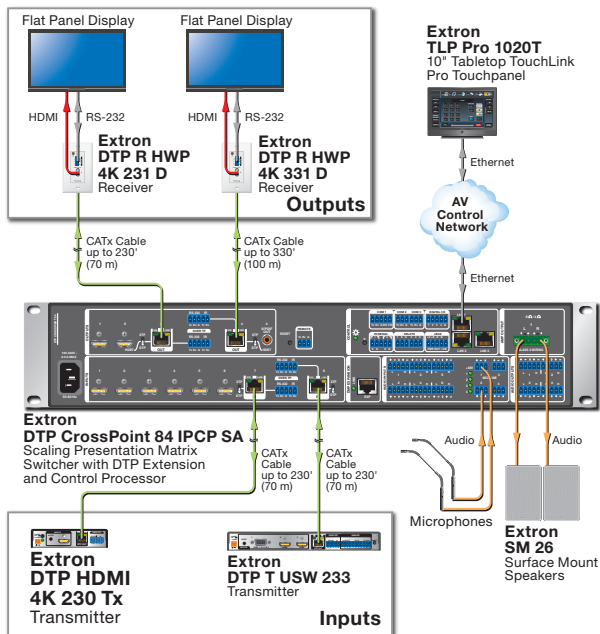 Flat Panel Display
Flat Panel Display
HDMI
RS-232
HDMI
RS-232
Extron
DTP R HWP
4K 231 D
Receiver
Extron
DTP R HWP
4K 331 D
Receiver
Outputs
CATx Cable
up to 230'
(70 m)
CATx Cable
up to 330'
(100 m)
Extron
TLP Pro 1020T
10" Tabletop TouchLink
Pro Touchpanel
Ethernet
AV
Control
Network
Ethernet
OUT
OUT
Extron
DTP CrossPoint 84 IPCP SA
Scaling Presentation Matrix
Switcher with DTP Extension
and Control Processor
CATx
Cable
up to 230'
(70 m)
CATx
Cable
up to 230'
(70 m)
Audio
Audio
Microphones
Extron
SM 26
Surface Mount
Speakers
Extron
DTP HDMI
4K 230 Tx
Transmitter
Extron
DTP T USW 233
Transmitter
Inputs